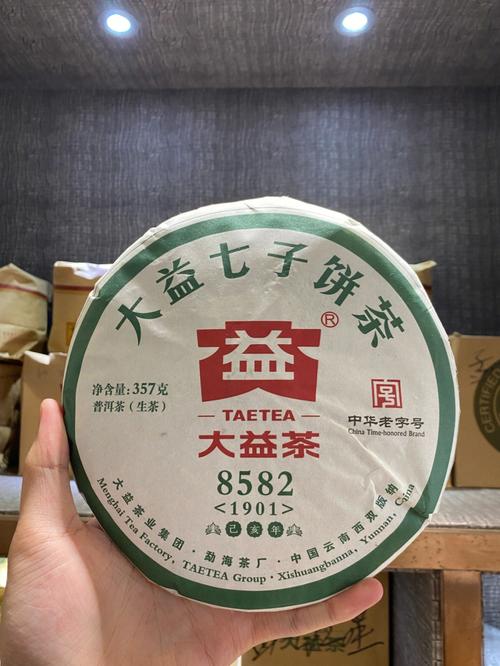 大益七子饼茶
益
®
TAETEA
大益茶
净含量: 357克
普洱茶（生茶）
中华老字号
China Time-honored Brand
8582
<1901>
己亥年
大益茶业集团 · 勐海茶厂 · 中国云南西双版纳
Menghai Tea Factory, TAETEA Group · Xishuangbanna, Yunnan, China